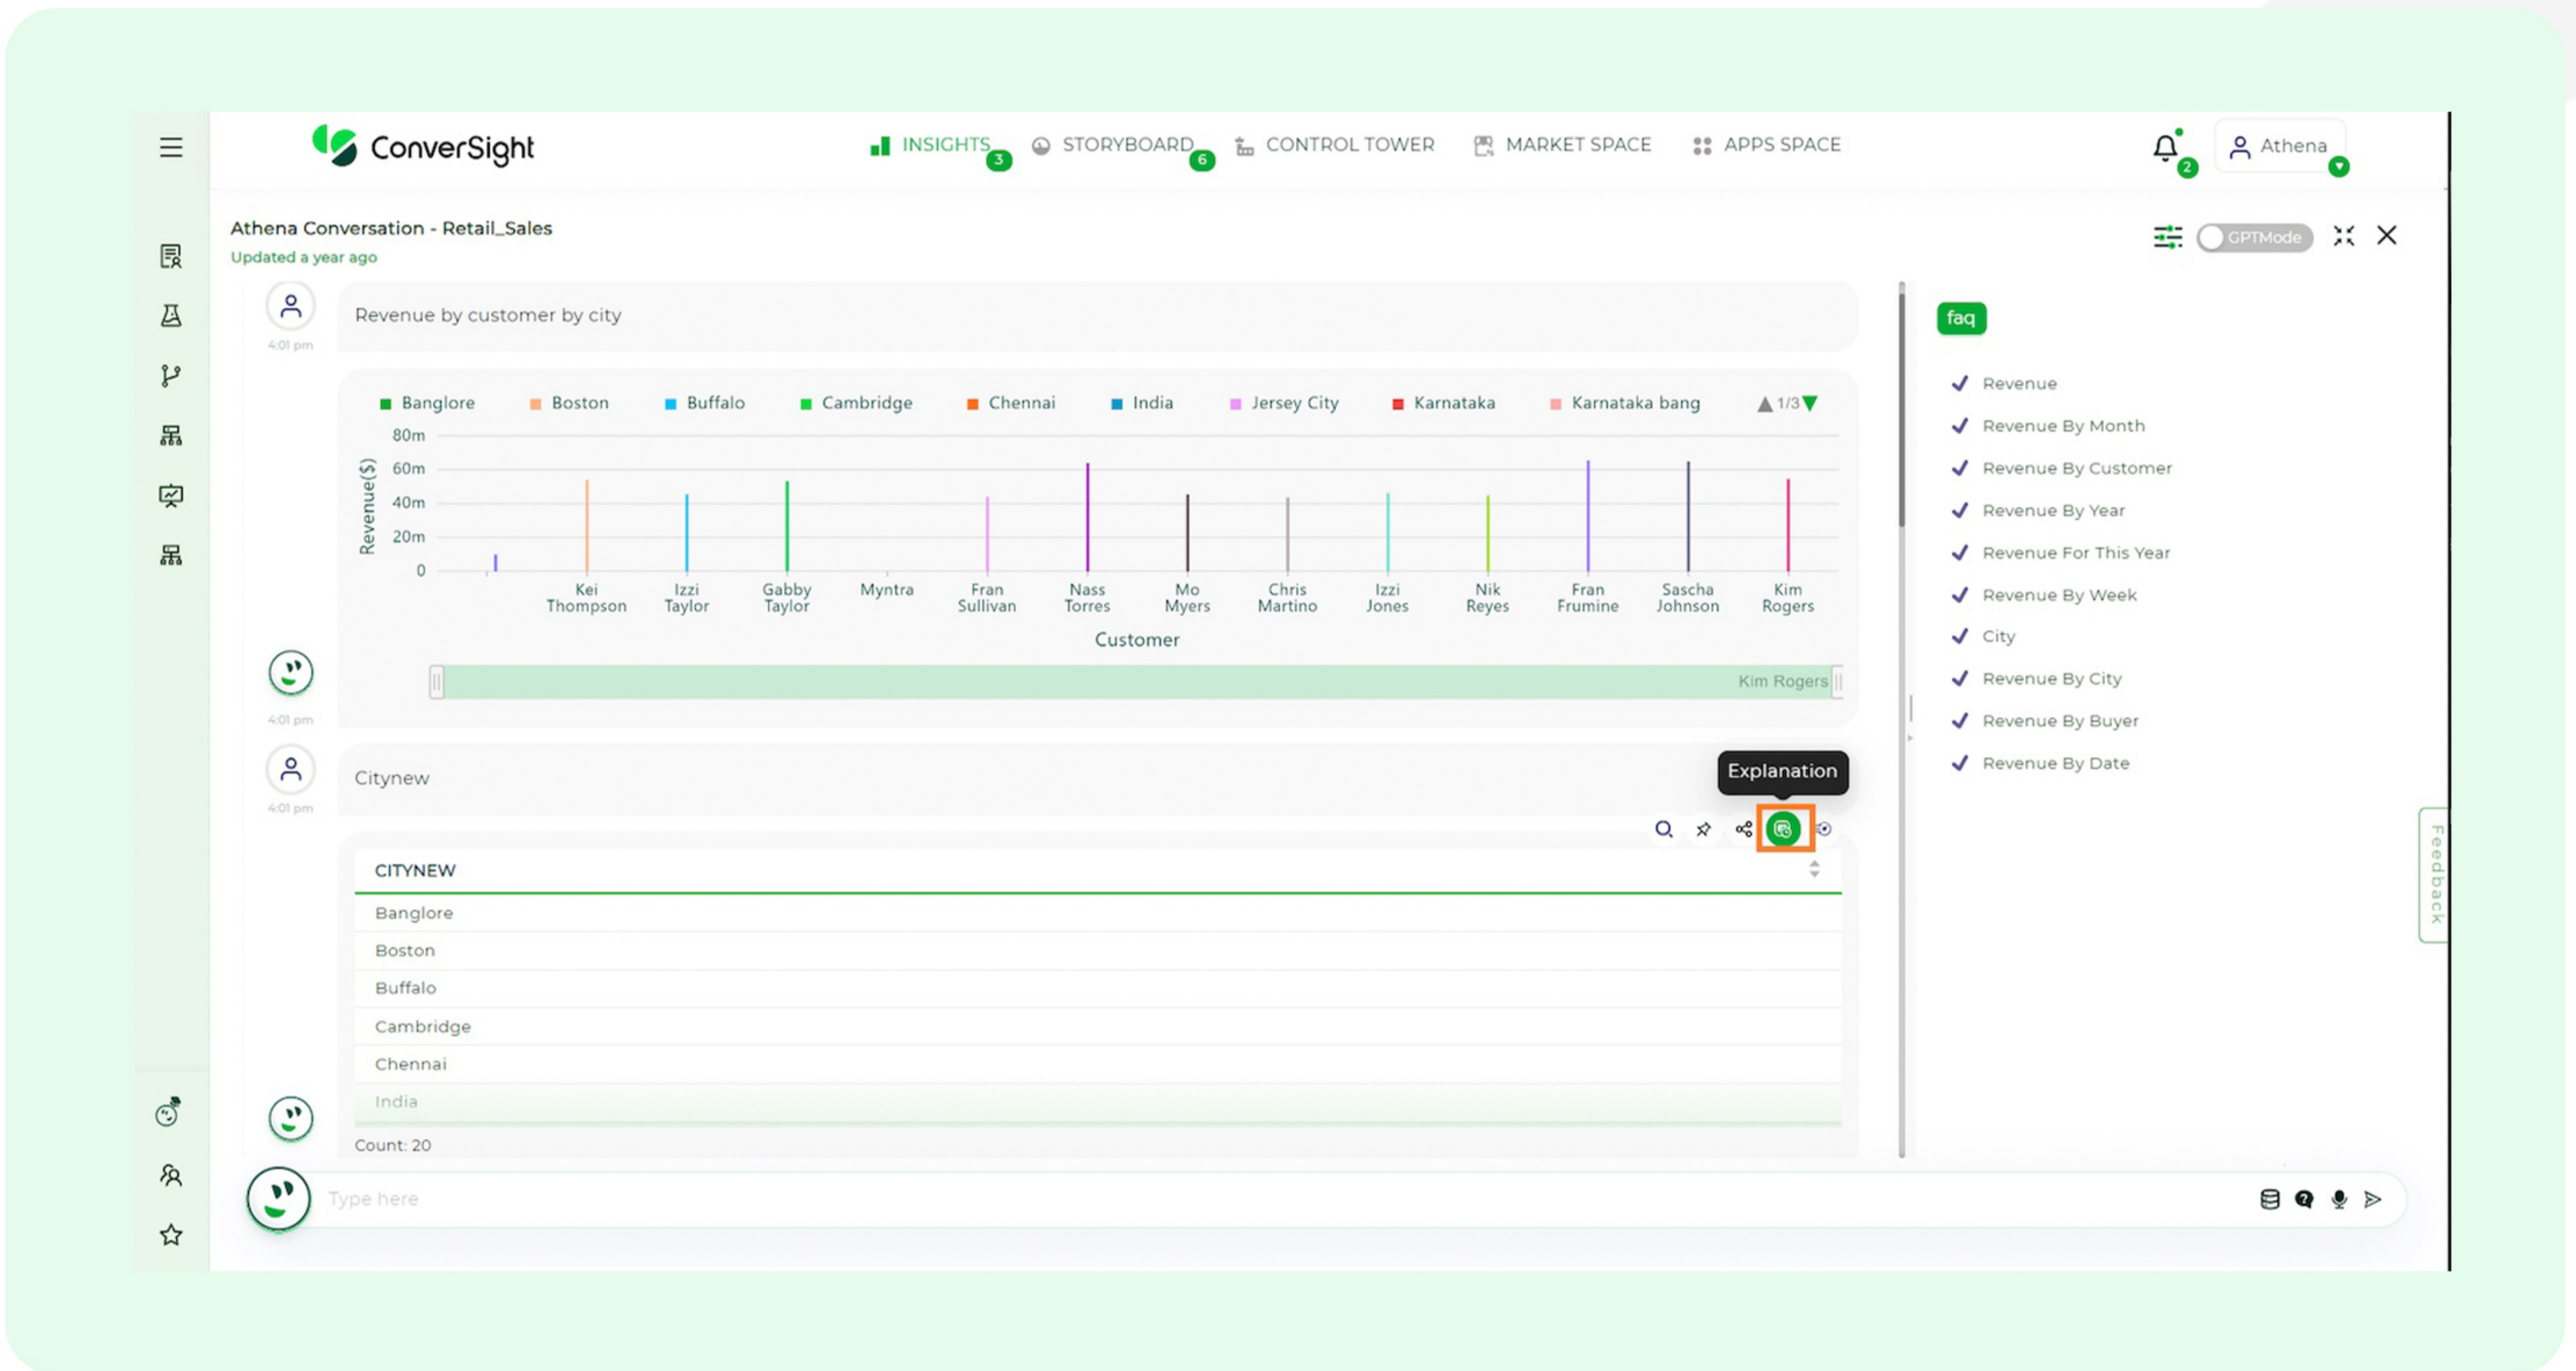 ConverSight
INSIGHTS 3
STORYBOARD 6
CONTROL TOWER
MARKET SPACE
APPS SPACE
2
Athena
Athena Conversation - Retail_Sales
Updated a year ago
GPTMode
Revenue by customer by city
4:01 pm
Banglore Boston Buffalo Cambridge Chennai India Jersey City Karnataka Karnataka bang 1/3
Revenue($)
80m
60m
40m
20m
0
Kei Thompson
Izzi Taylor
Gabby Taylor
Myntra
Fran Sullivan
Nass Torres
Mo Myers
Chris Martino
Izzi Jones
Nik Reyes
Fran Frumine
Sascha Johnson
Kim Rogers
Customer
Kim Rogers
4:01 pm
Citynew
4:01 pm
Explanation
CITYNEW
Banglore
Boston
Buffalo
Cambridge
Chennai
India
Count: 20
Type here
faq
Revenue
Revenue By Month
Revenue By Customer
Revenue By Year
Revenue For This Year
Revenue By Week
City
Revenue By City
Revenue By Buyer
Revenue By Date
Feedback